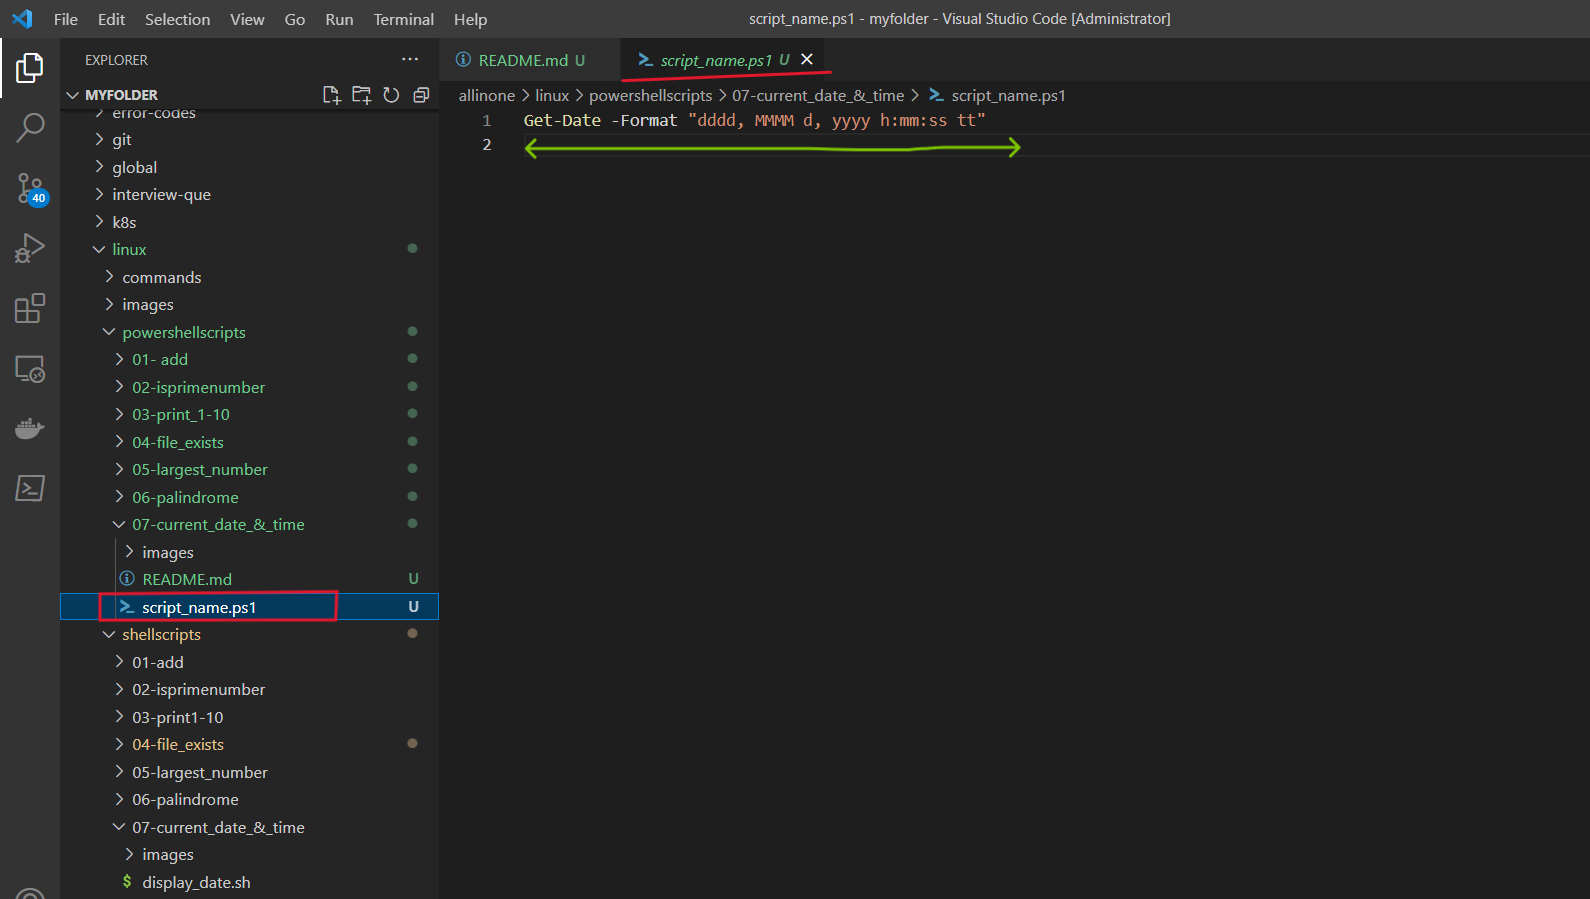 File Edit Selection View Go Run Terminal Help
script_name.ps1 - myfolder - Visual Studio Code [Administrator]
EXPLORER
MYFOLDER
error-codes
git
global
interview-que
k8s
linux
commands
images
powershellscripts
01- add
02-isprimenumber
03-print_1-10
04-file_exists
05-largest_number
06-palindrome
07-current_date_&_time
images
README.md U
script_name.ps1 U
shellscripts
01-add
02-isprimenumber
03-print1-10
04-file_exists
05-largest_number
06-palindrome
07-current_date_&_time
images
$ display_date.sh
40
README.md U
script_name.ps1 U
allinone > linux > powershellscripts > 07-current_date_&_time > script_name.ps1
1 Get-Date -Format "dddd, MMMM d, yyyy h:mm:ss tt"
2